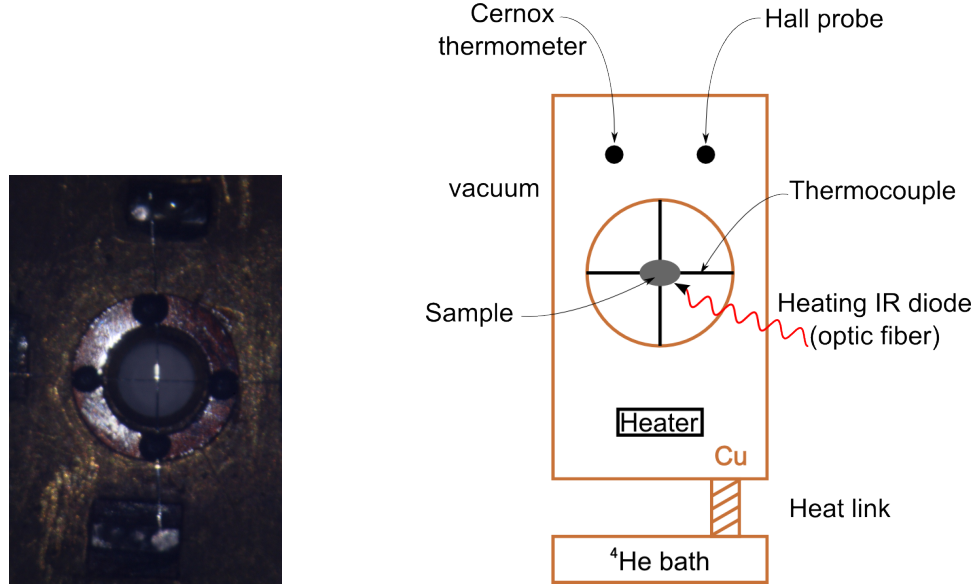 Cernox
thermometer
Hall probe
vacuum
Thermocouple
Sample
Heating IR diode
(optic fiber)
Heater
Cu
Heat link
⁴He bath